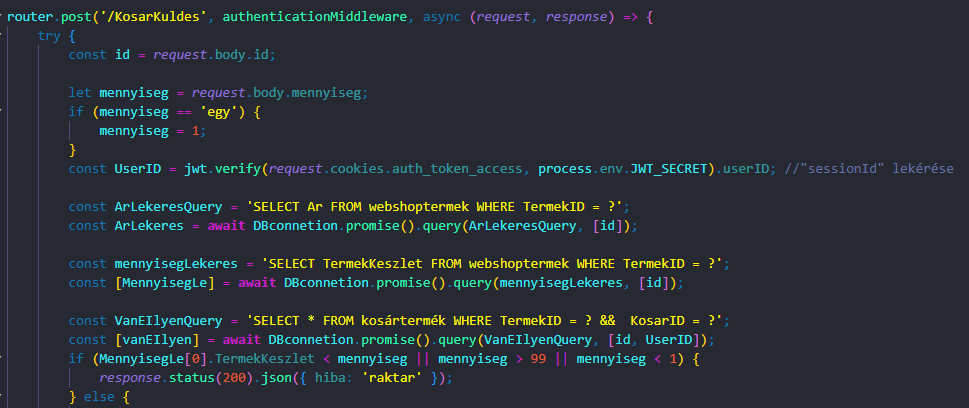 router.post('/KosarKuldes', authenticationMiddleware, async (request, response) => {
try {
const id = request.body.id;
let mennyiseg = request.body.mennyiseg;
if (mennyiseg == 'egy') {
mennyiseg = 1;
}
const UserID = jwt.verify(request.cookies.auth_token_access, process.env.JWT_SECRET).userID; //"sessionId" lekérése
const ArLekeresQuery = 'SELECT Ar FROM webshoptermek WHERE TermekID = ?';
const ArLekeres = await DBconnetion.promise().query(ArLekeresQuery, [id]);
const mennyisegLekeres = 'SELECT TermekKeszlet FROM webshoptermek WHERE TermekID = ?';
const [MennyisegLe] = await DBconnetion.promise().query(mennyisegLekeres, [id]);
const VanEIlyenQuery = 'SELECT * FROM kosártermék WHERE TermekID = ? &&  KosarID = ?';
const [vanEIlyen] = await DBconnetion.promise().query(VanEIlyenQuery, [id, UserID]);
if (MennyisegLe[0].TermekKeszlet < mennyiseg || mennyiseg > 99 || mennyiseg < 1) {
response.status(200).json({ hiba: 'raktar' });
} else {